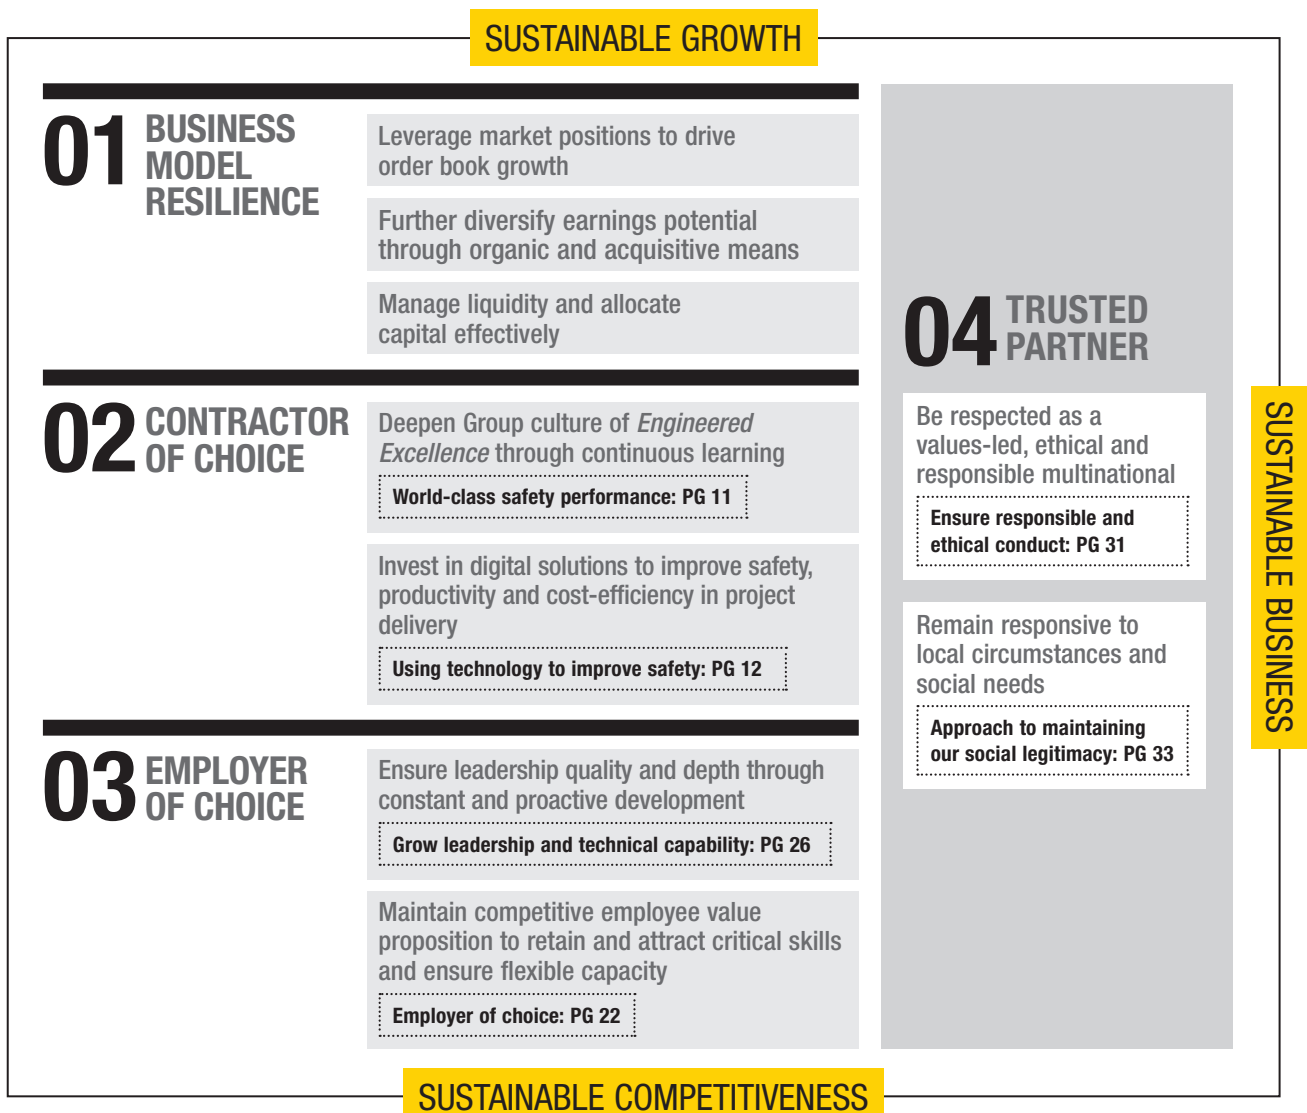 SUSTAINABLE GROWTH
01 BUSINESS
MODEL
RESILIENCE
Leverage market positions to drive
order book growth
Further diversify earnings potential
through organic and acquisitive means
Manage liquidity and allocate
capital effectively
02 CONTRACTOR
OF CHOICE
Deepen Group culture of Engineered
Excellence through continuous learning
World-class safety performance: PG 11
Invest in digital solutions to improve safety,
productivity and cost-efficiency in project
delivery
Using technology to improve safety: PG 12
03 EMPLOYER
OF CHOICE
Ensure leadership quality and depth through
constant and proactive development
Grow leadership and technical capability: PG 26
Maintain competitive employee value
proposition to retain and attract critical skills
and ensure flexible capacity
Employer of choice: PG 22
04 TRUSTED
PARTNER
Be respected as a
values-led, ethical and
responsible multinational
Ensure responsible and
ethical conduct: PG 31
Remain responsive to
local circumstances and
social needs
Approach to maintaining
our social legitimacy: PG 33
SUSTAINABLE BUSINESS
SUSTAINABLE COMPETITIVENESS